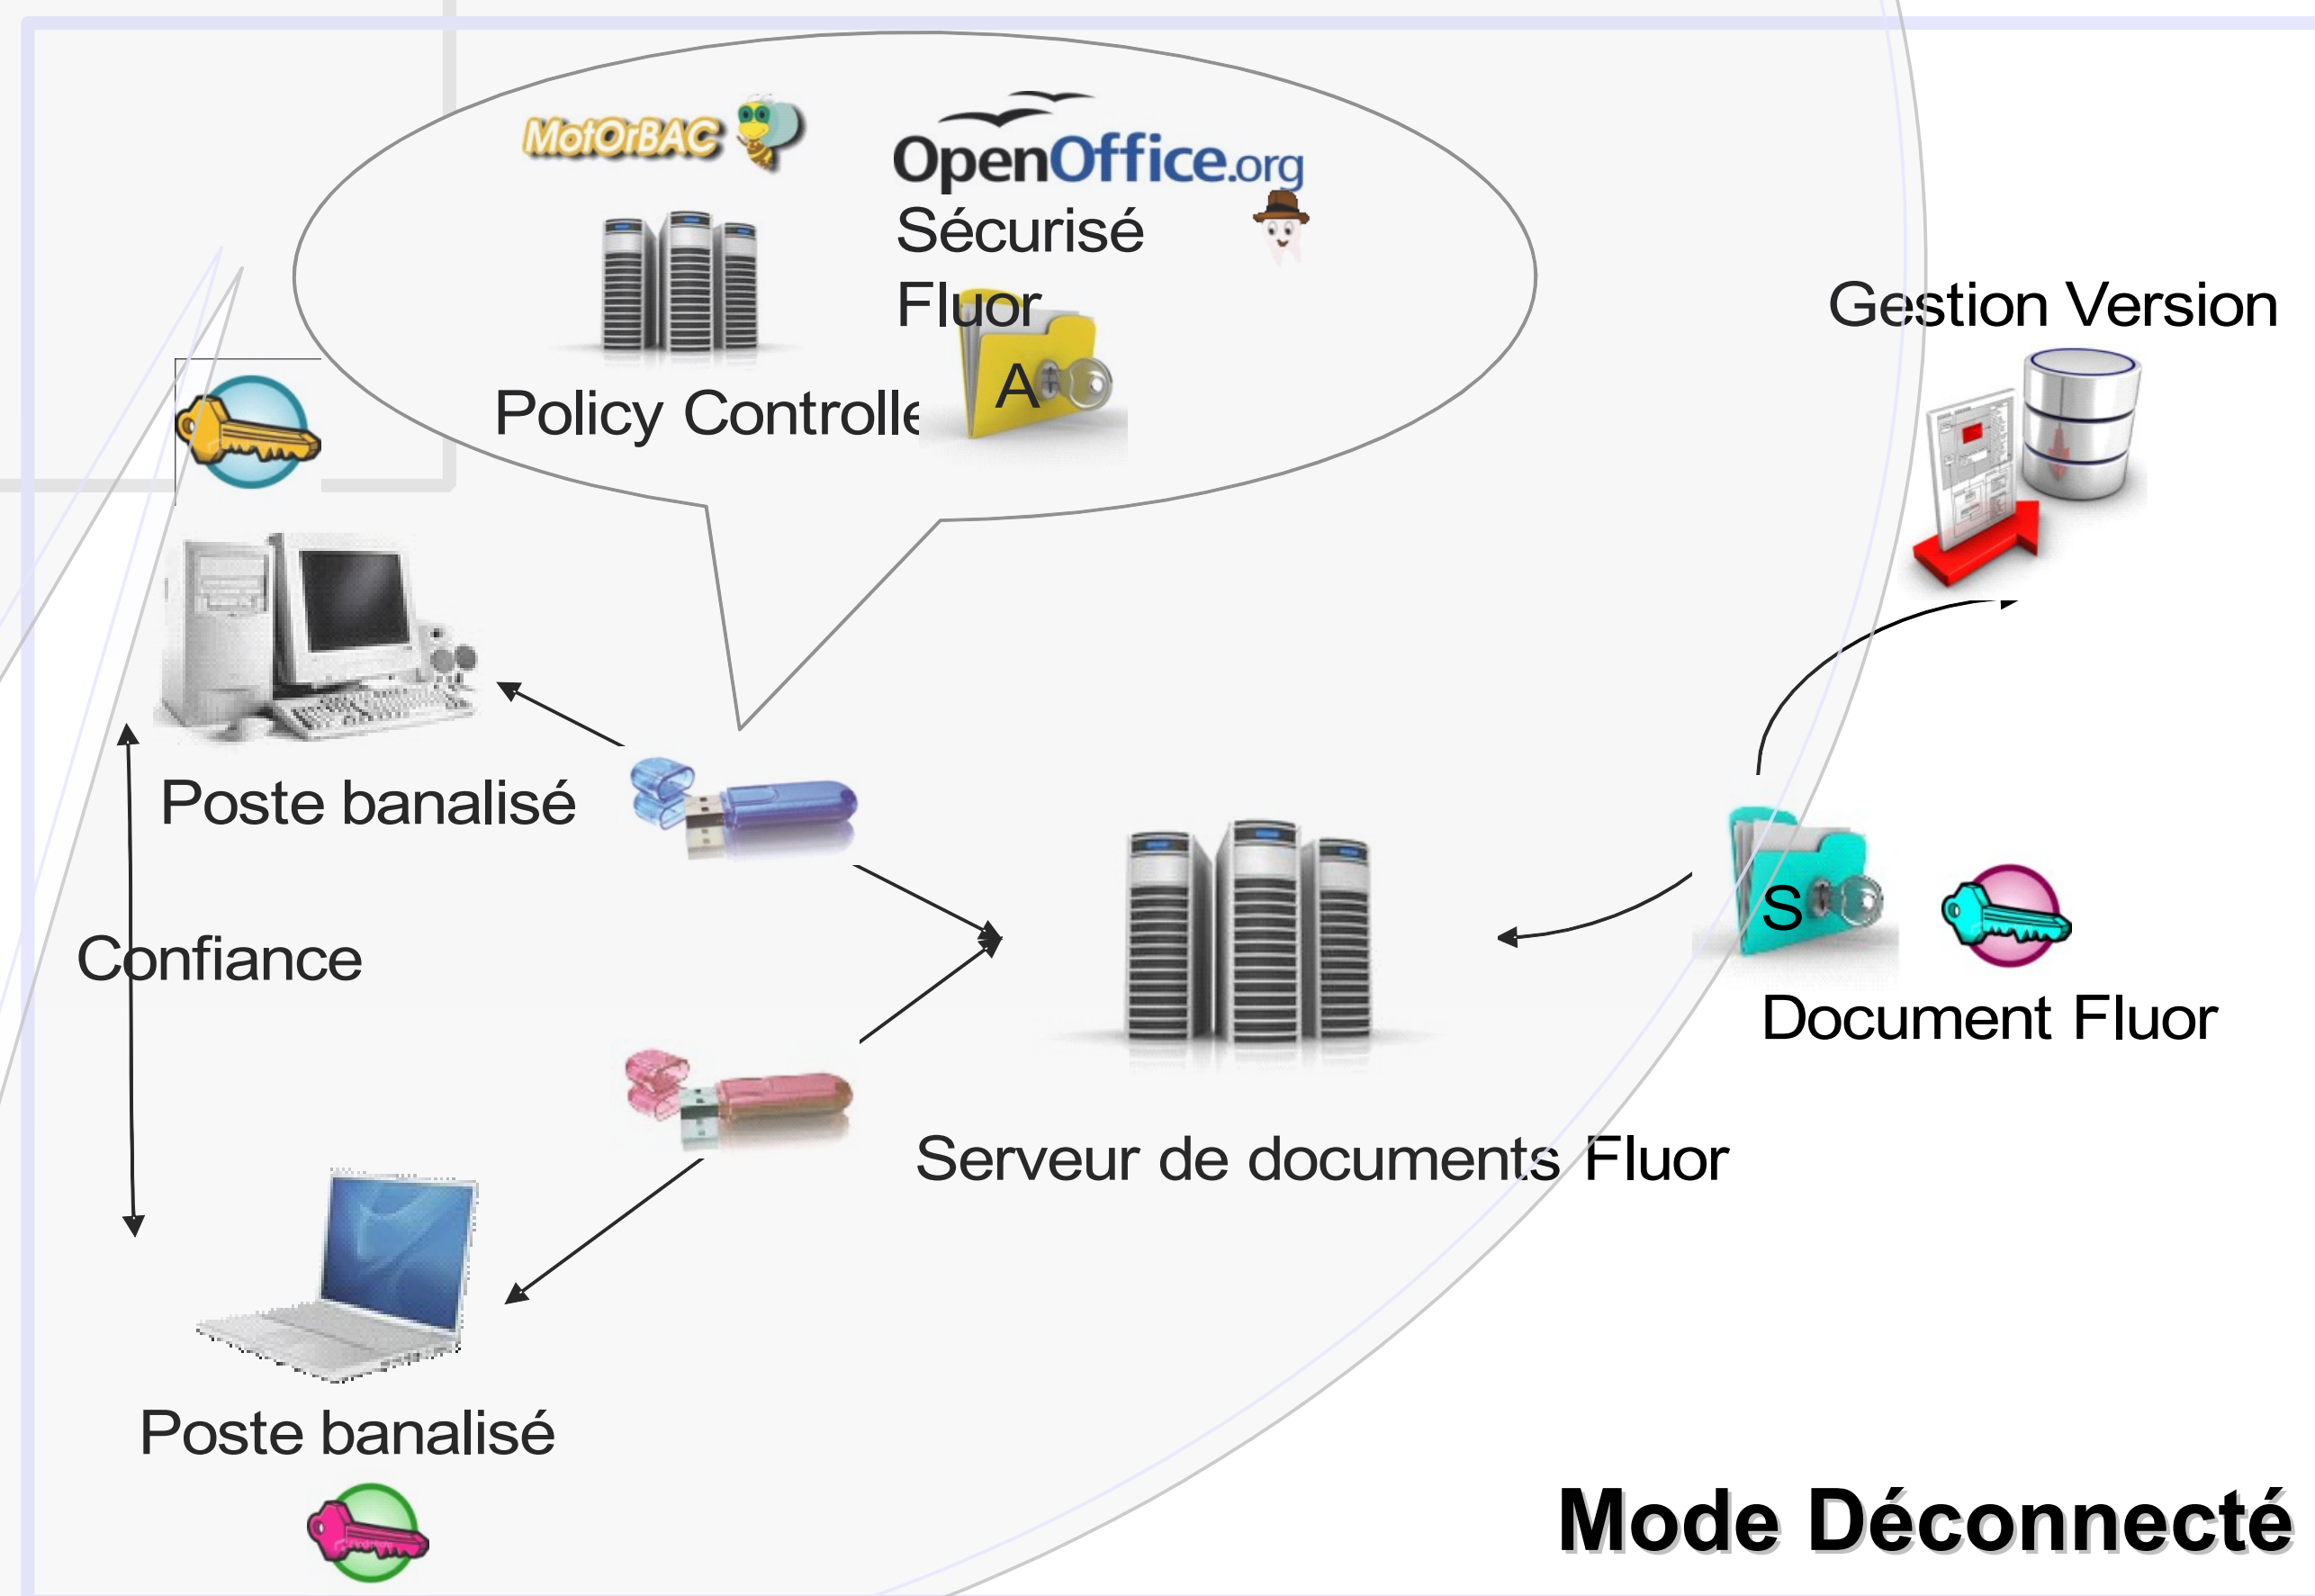 MotOrBAC
OpenOffice.org
Sécurisé
Fluor
A
Policy Controlle
Gestion Version
Poste banalisé
Confiance
S
Document Fluor
Serveur de documents Fluor
Poste banalisé
Mode Déconnecté